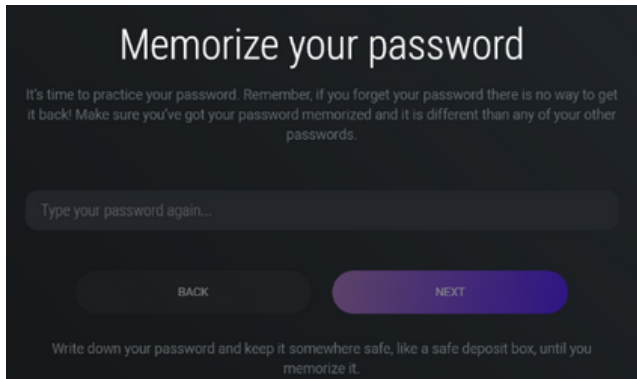 Memorize your password
It's time to practice your password. Remember, if you forget your password there is no way to get
it back! Make sure you've got your password memorized and it is different than any of your other
passwords.
Type your password again...
BACK NEXT
Write down your password and keep it somewhere safe, like a safe deposit box, until you
memorize it.